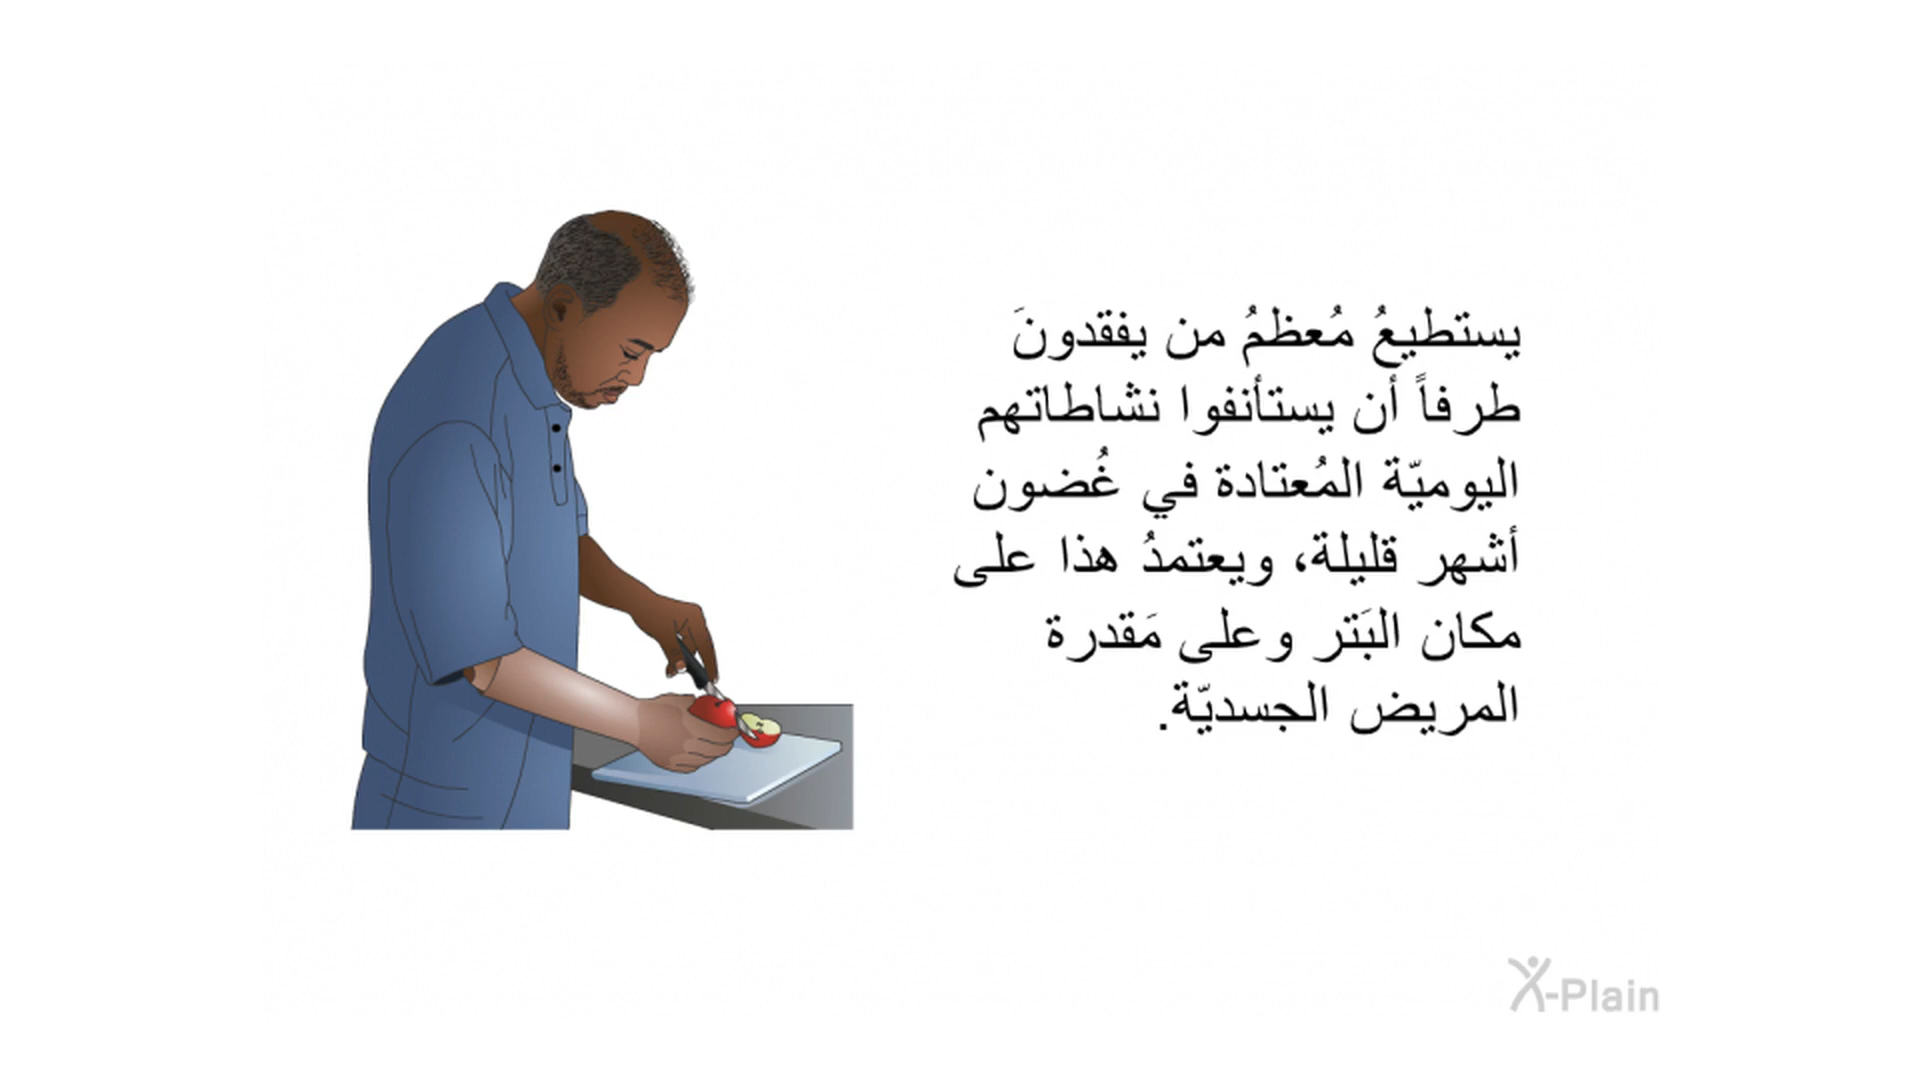 يستطيعُ مُعظمُ من يفقدونَ
طرفاً أن يستأنفوا نشاطاتهم
اليوميّة المُعتادة في غُضون
أشهر قليلة، ويعتمدُ هذا على
مكان البَتر وعلى مَقدرة
المريض الجسديّة.
X-Plain